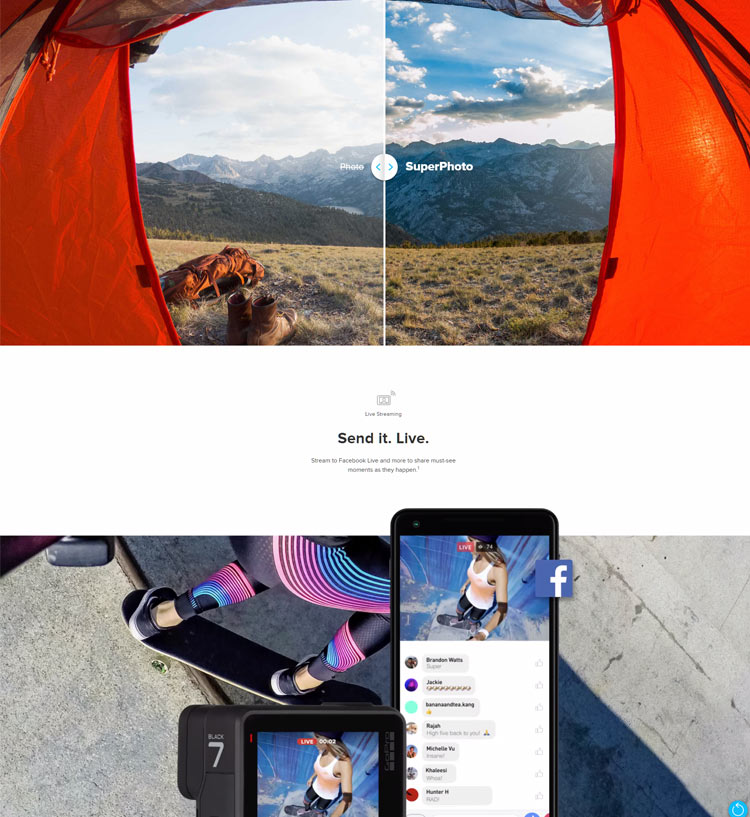 Photo
SuperPhoto
Live Streaming
Send it. Live.
Stream to Facebook Live and more to share must-see
moments as they happen.1
LIVE 74
f
Brandon Watts
Super
Jackie
bananaandtea.kang
Rajah
High five back to you!
Michelle Vu
Insane!
Khaleesi
Whoa!
Hunter H
RAD!
BLACK
7
LIVE 00:02
GoPro